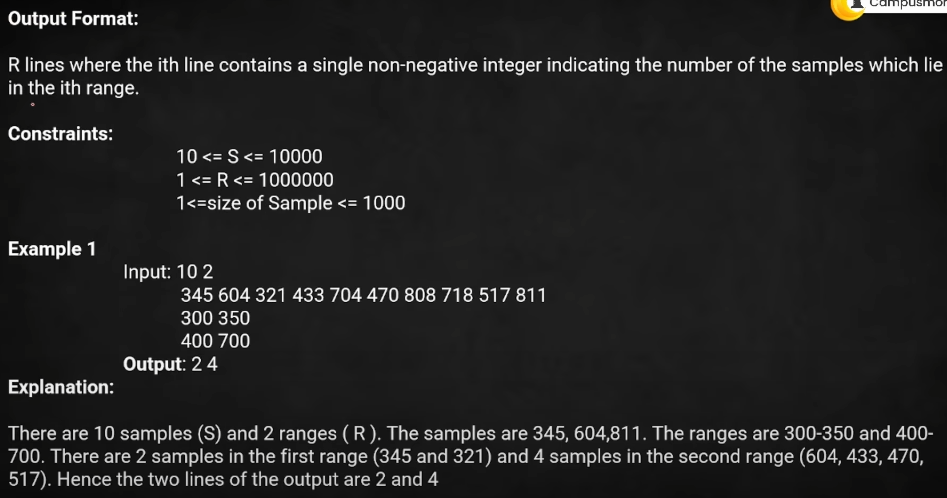 Campusmor
Output Format:
R lines where the ith line contains a single non-negative integer indicating the number of the samples which lie
in the ith range.
Constraints:
10 <= S <= 10000
1 <= R <= 1000000
1<=size of Sample <= 1000
Example 1
Input: 10 2
345 604 321 433 704 470 808 718 517 811
300 350
400 700
Output: 2 4
Explanation:
There are 10 samples (S) and 2 ranges ( R ). The samples are 345, 604,811. The ranges are 300-350 and 400-
700. There are 2 samples in the first range (345 and 321) and 4 samples in the second range (604, 433, 470,
517). Hence the two lines of the output are 2 and 4